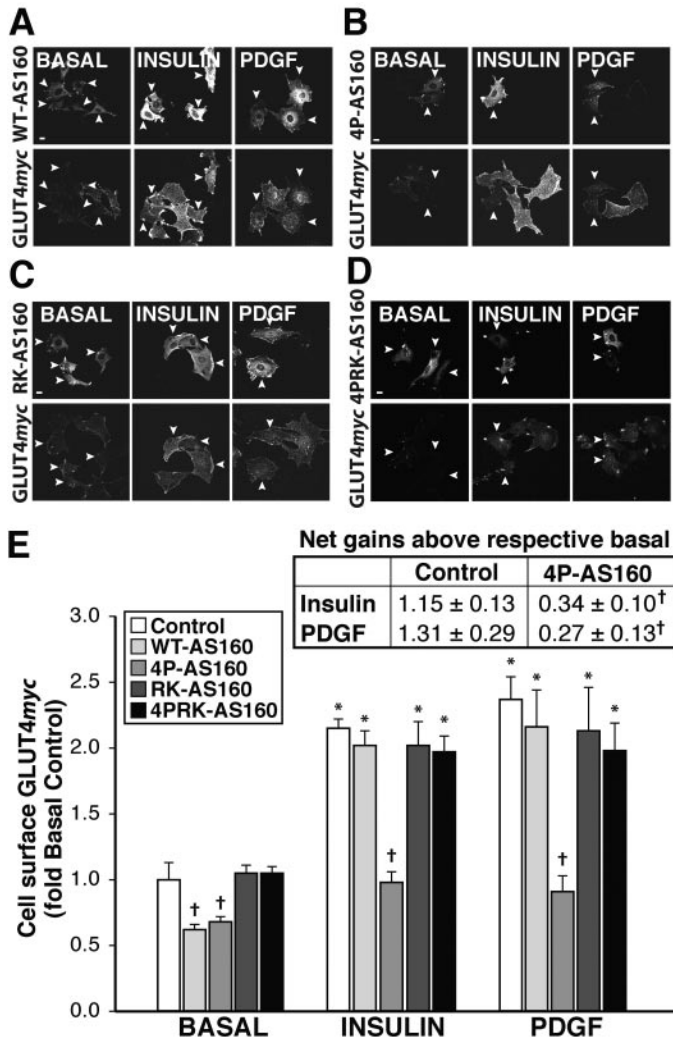 A
BASAL INSULIN PDGF
WT-AS160
GLUT4myc
B
BASAL INSULIN PDGF
4P-AS160
GLUT4myc
C
BASAL INSULIN PDGF
RK-AS160
GLUT4myc
D
BASAL INSULIN PDGF
4PRK-AS160
GLUT4myc
E
Net gains above respective basal
Control 4P-AS160
Insulin 1.15 ± 0.13 0.34 ± 0.10†
PDGF 1.31 ± 0.29 0.27 ± 0.13†
Control
WT-AS160
4P-AS160
RK-AS160
4PRK-AS160
Cell surface GLUT4myc
(fold Basal Control)
3.0
2.5
2.0
1.5
1.0
0.5
0.0
† †
* * † * *
* * † * *
BASAL INSULIN PDGF